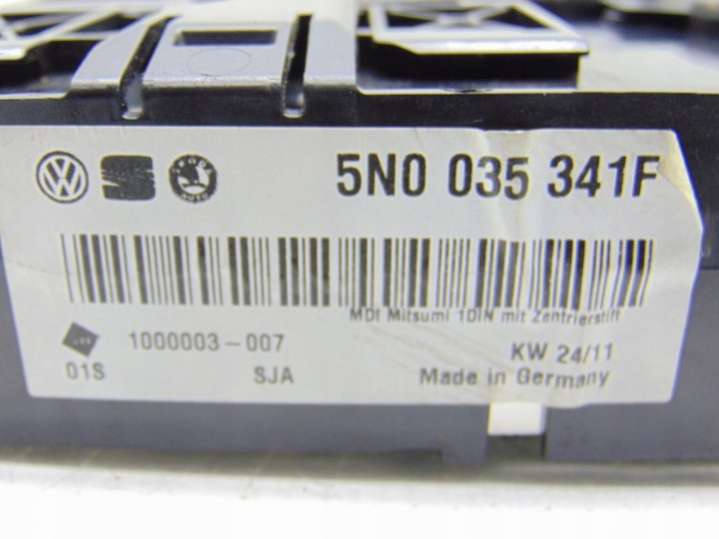 5N0 035 341F
MDI Mitsumi 1DIN mit Zentrierstift
1000003-007
KW 24/11
01S
SJA
Made in Germany